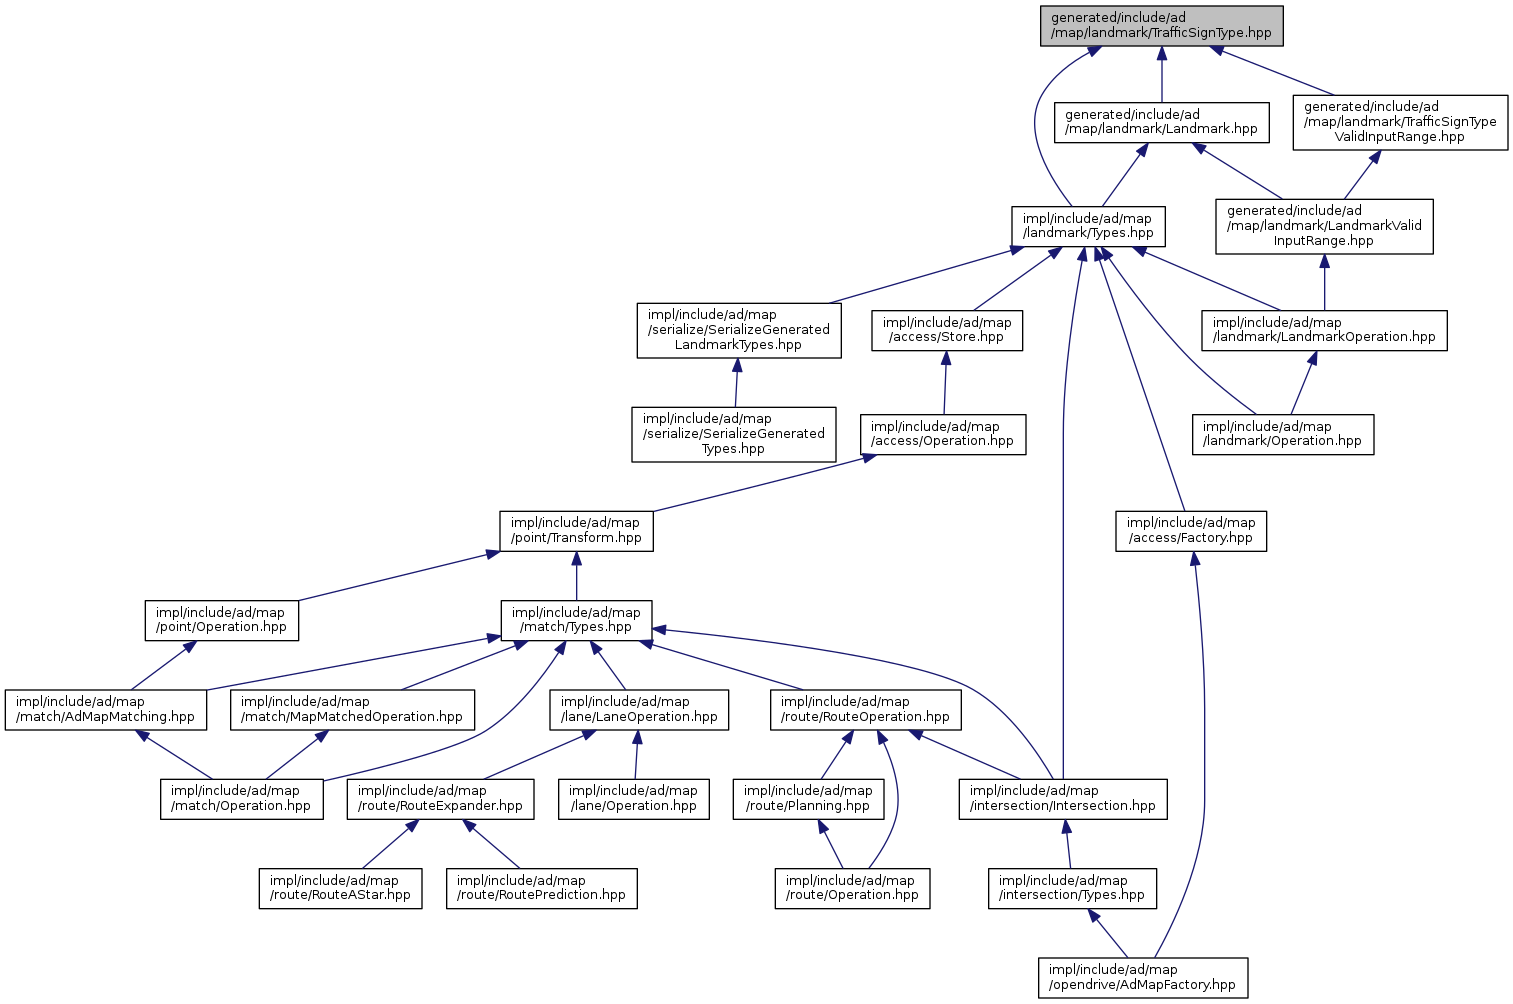 generated/include/ad
/map/landmark/TrafficSignType.hpp
generated/include/ad
/map/landmark/Landmark.hpp
generated/include/ad
/map/landmark/TrafficSignType
ValidInputRange.hpp
impl/include/ad/map
/landmark/Types.hpp
generated/include/ad
/map/landmark/LandmarkValid
InputRange.hpp
impl/include/ad/map
/serialize/SerializeGenerated
LandmarkTypes.hpp
impl/include/ad/map
/access/Store.hpp
impl/include/ad/map
/landmark/LandmarkOperation.hpp
impl/include/ad/map
/serialize/SerializeGenerated
Types.hpp
impl/include/ad/map
/access/Operation.hpp
impl/include/ad/map
/landmark/Operation.hpp
impl/include/ad/map
/point/Transform.hpp
impl/include/ad/map
/access/Factory.hpp
impl/include/ad/map
/point/Operation.hpp
impl/include/ad/map
/match/Types.hpp
impl/include/ad/map
/match/AdMapMatching.hpp
impl/include/ad/map
/match/MapMatchedOperation.hpp
impl/include/ad/map
/lane/LaneOperation.hpp
impl/include/ad/map
/route/RouteOperation.hpp
impl/include/ad/map
/match/Operation.hpp
impl/include/ad/map
/route/RouteExpander.hpp
impl/include/ad/map
/lane/Operation.hpp
impl/include/ad/map
/route/Planning.hpp
impl/include/ad/map
/intersection/Intersection.hpp
impl/include/ad/map
/route/RouteAStar.hpp
impl/include/ad/map
/route/RoutePrediction.hpp
impl/include/ad/map
/route/Operation.hpp
impl/include/ad/map
/intersection/Types.hpp
impl/include/ad/map
/opendrive/AdMapFactory.hpp